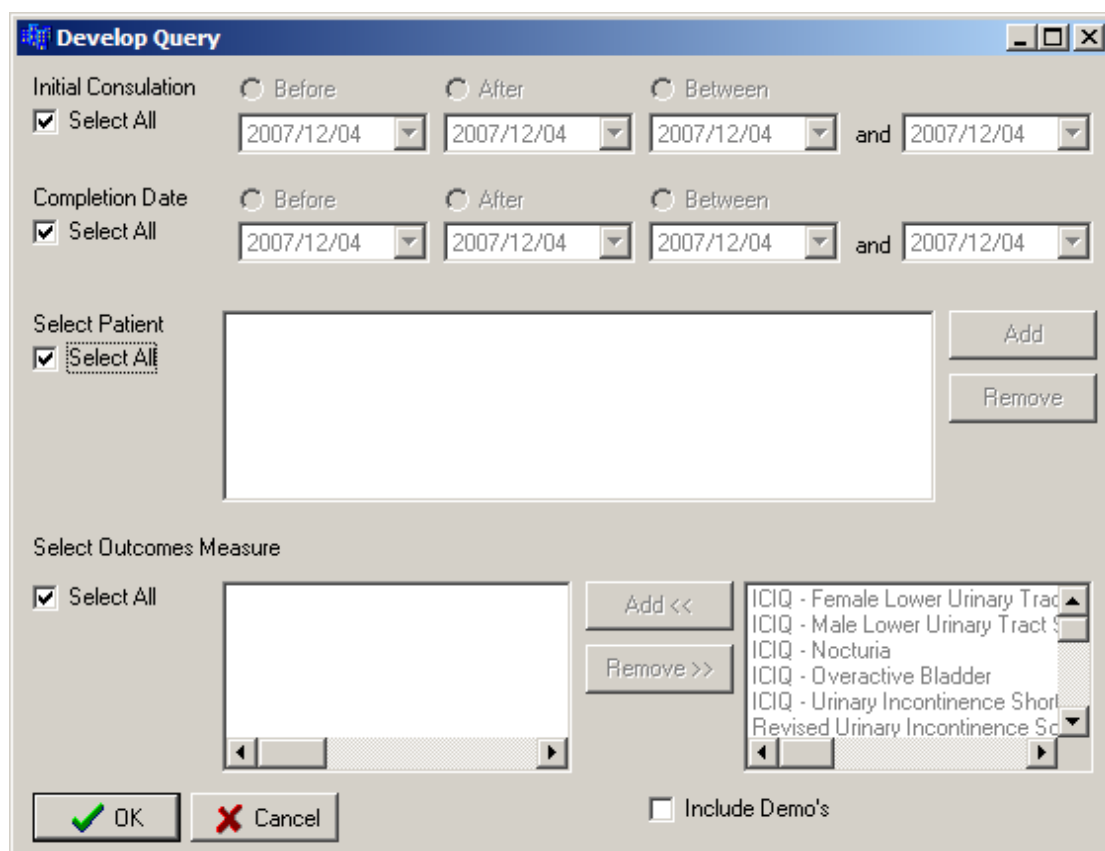 Develop Query
Initial Consulation
Before After Between
Select All
2007/12/04 2007/12/04 2007/12/04 and 2007/12/04
Completion Date
Before After Between
Select All
2007/12/04 2007/12/04 2007/12/04 and 2007/12/04
Select Patient
Select All
Add
Remove
Select Outcomes Measure
Select All
Add <<
Remove >>
ICIQ - Female Lower Urinary Trac
ICIQ - Male Lower Urinary Tract S
ICIQ - Nocturia
ICIQ - Overactive Bladder
ICIQ - Urinary Incontinence Short
Revised Urinary Incontinence Sc
OK Cancel
Include Demo's